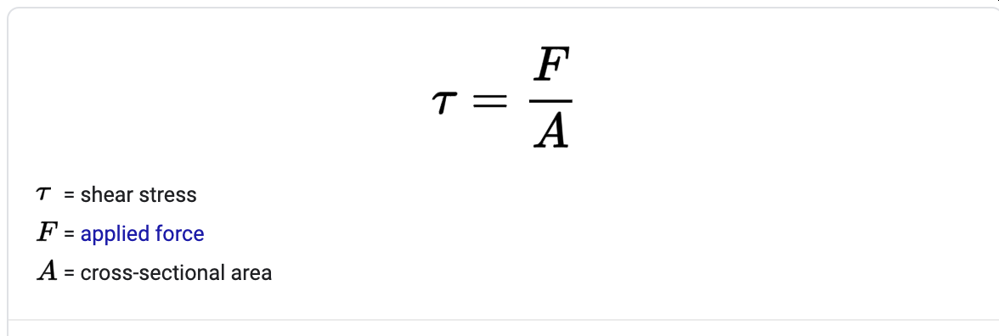 τ = F/A
τ = shear stress
F = applied force
A = cross-sectional area